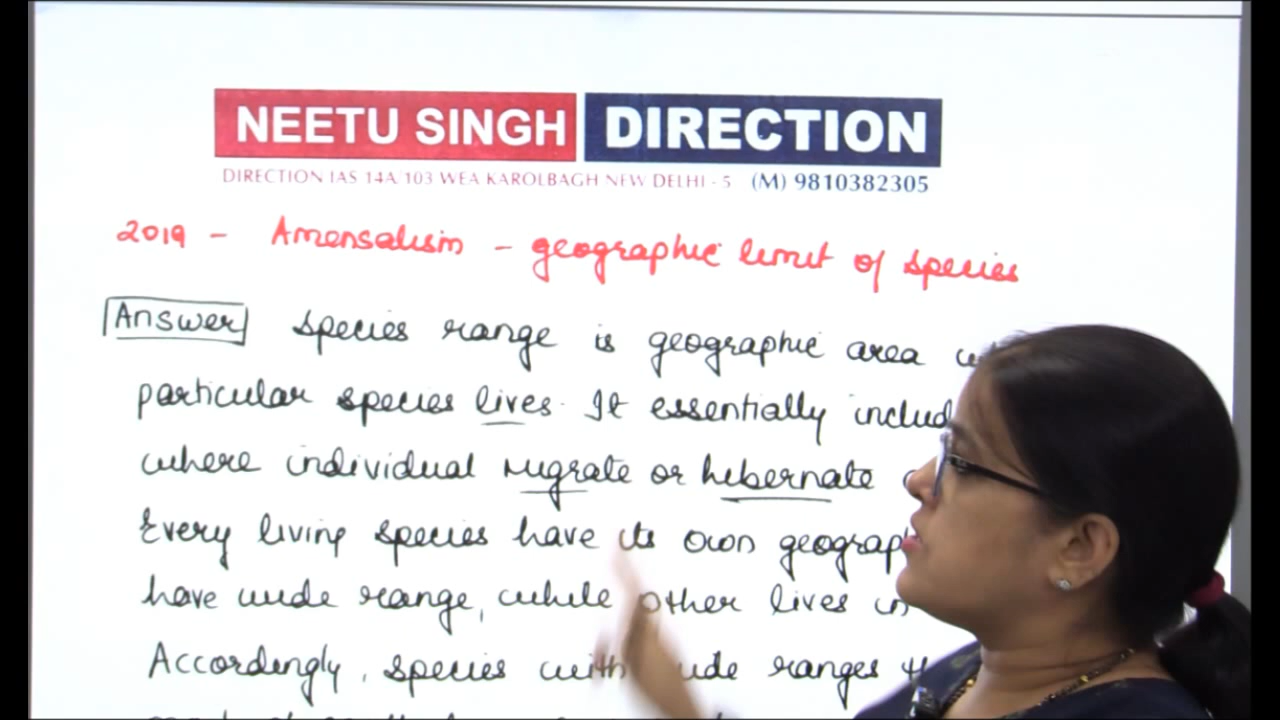 NEETU SINGH DIRECTION
DIRECTION IAS 14A/103 WEA KAROLBAGH NEW DELHI - 5 (M) 9810382305
2019 - Amensalism - geographic limit of species
Answer species range is geographic area
particular species lives. It essentially includ
where individual migrate or hibernate
Every living species have its own geograp
have wide range, while other lives in
Accordingly, species with wide ranges